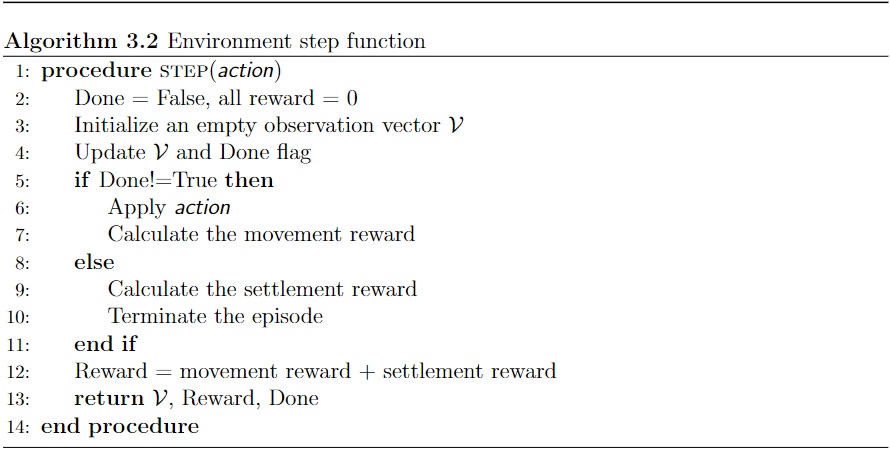 Algorithm 3.2 Environment step function
1: procedure STEP(action)
2: Done = False, all reward = 0
3: Initialize an empty observation vector 𝒱
4: Update 𝒱 and Done flag
5: if Done!=True then
6: Apply action
7: Calculate the movement reward
8: else
9: Calculate the settlement reward
10: Terminate the episode
11: end if
12: Reward = movement reward + settlement reward
13: return 𝒱, Reward, Done
14: end procedure